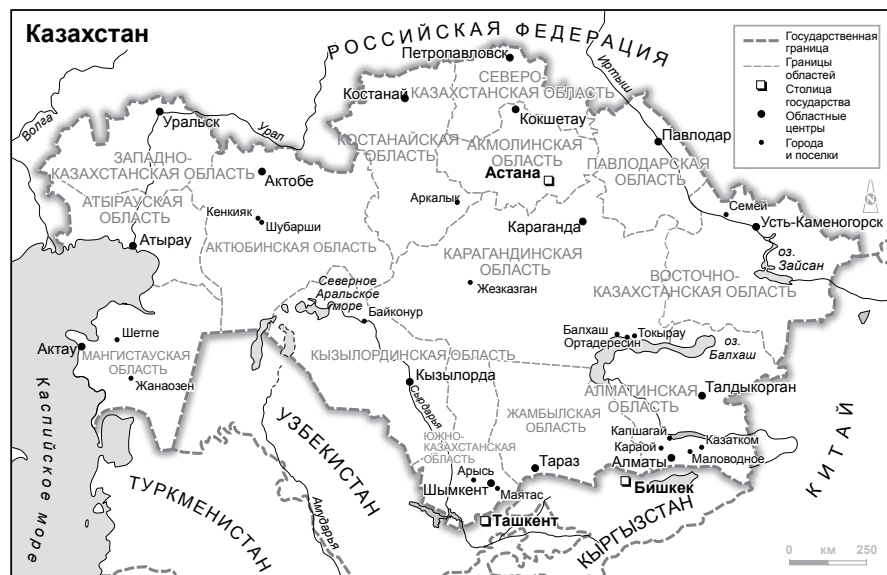 Казахстан
РОССИЙСКАЯ ФЕДЕРАЦИЯ
Государственная
граница
Границы
областей
Столица
государства
Областные
центры
Города
и поселки
Петропавловск
СЕВЕРО-
КАЗАХСТАНСКАЯ ОБЛАСТЬ
Иртыш
Костанай
Кокшетау
Волга
Уральск
Урал
КОСТАНАЙСКАЯ
ОБЛАСТЬ
АКМОЛИНСКАЯ
ОБЛАСТЬ
Павлодар
ПАВЛОДАРСКАЯ
ОБЛАСТЬ
ЗАПАДНО-
КАЗАХСТАНСКАЯ ОБЛАСТЬ
Актобе
Астана
N
АТЫРАУСКАЯ
ОБЛАСТЬ
Аркалык
Семей
Кенкияк
Шубарши
Караганда
Усть-Каменогорск
Атырау
АКТЮБИНСКАЯ ОБЛАСТЬ
КАРАГАНДИНСКАЯ
ОБЛАСТЬ
оз.
Зайсан
Северное
Аральское
море
Жезказган
ВОСТОЧНО-
КАЗАХСТАНСКАЯ ОБЛАСТЬ
Байконур
Шетпе
Балхаш
Токырау
Ортадересин
оз.
Балхаш
Актау
МАНГИСТАУСКАЯ
ОБЛАСТЬ
Жанаозен
КЫЗЫЛОРДИНСКАЯ ОБЛАСТЬ
Кызылорда
Сырдарья
АЛМАТИНСКАЯ
ОБЛАСТЬ
Талдыкорган
Каспийское море
УЗБЕКИСТАН
ЖАМБЫЛСКАЯ
ОБЛАСТЬ
Капшагай
Казатком
Караой
Маловодное
Алматы
КИТАЙ
ЮЖНО-
КАЗАХСТАНСКАЯ
ОБЛАСТЬ
Арысь
Тараз
Шымкент
Маятас
Бишкек
ТУРКМЕНИСТАН
Амударья
Ташкент
КЫРГЫЗСТАН
0 км 250